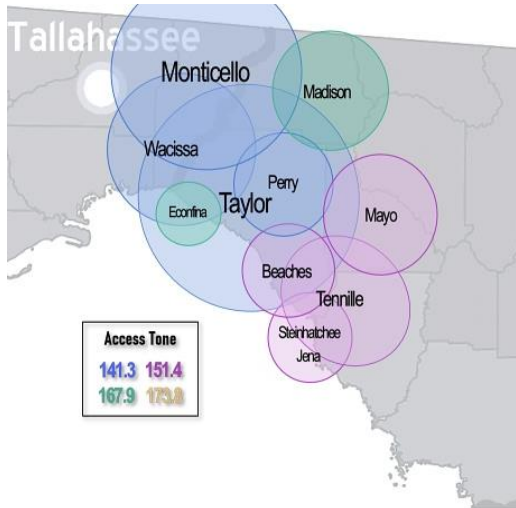 Tallahassee
Monticello
Madison
Wacissa
Perry
Econfina
Taylor
Mayo
Beaches
Tennille
Steinhatchee
Jena
Access Tone
141.3 151.4
167.9 173.8